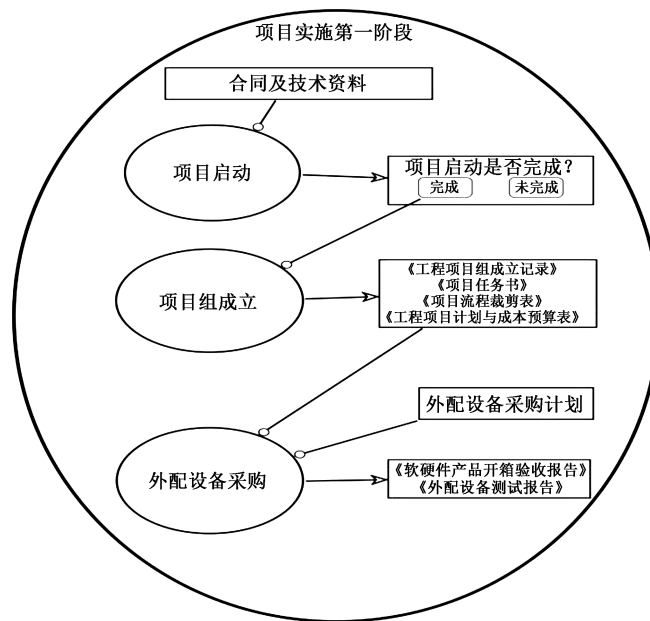 项目实施第一阶段
合同及技术资料
项目启动
项目启动是否完成？
完成 未完成
项目组成立
《工程项目组成立记录》
《项目任务书》
《项目流程裁剪表》
《工程项目计划与成本预算表》
外配设备采购计划
外配设备采购
《软硬件产品开箱验收报告》
《外配设备测试报告》